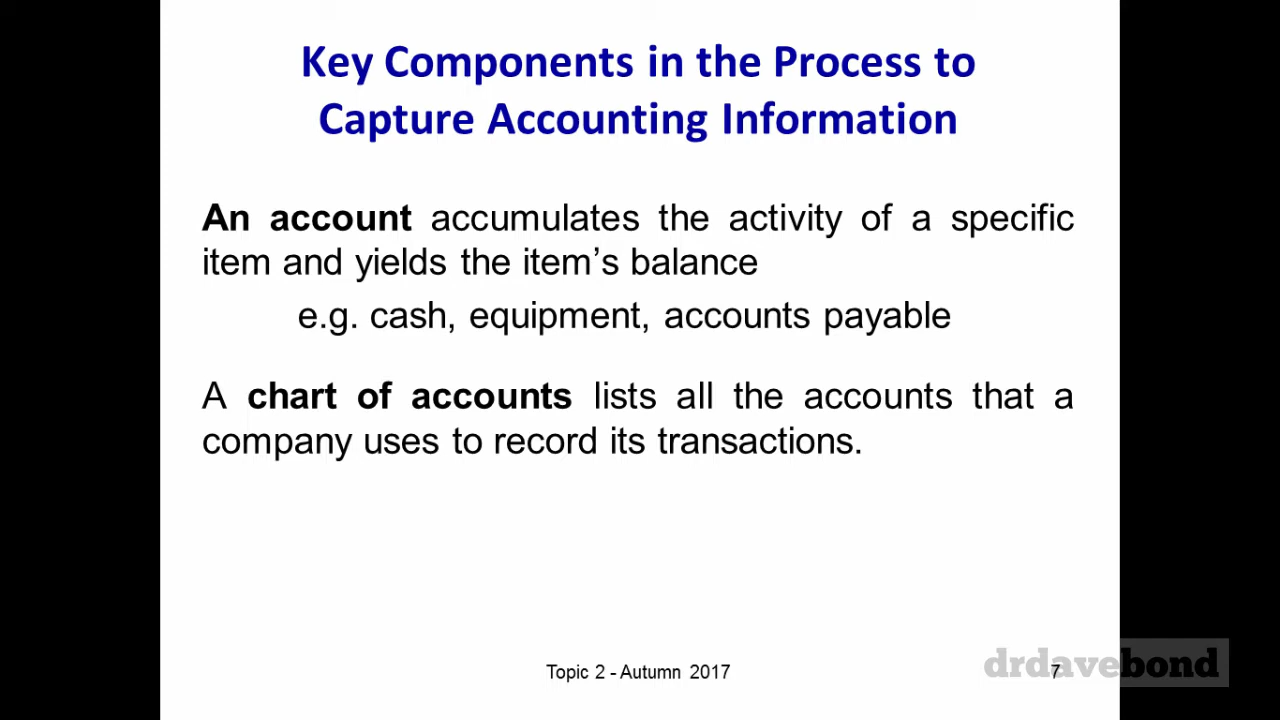 Key Components in the Process to
Capture Accounting Information
An account accumulates the activity of a specific
item and yields the item’s balance
e.g. cash, equipment, accounts payable
A chart of accounts lists all the accounts that a
company uses to record its transactions.
Topic 2 - Autumn 2017
7
drdavebond